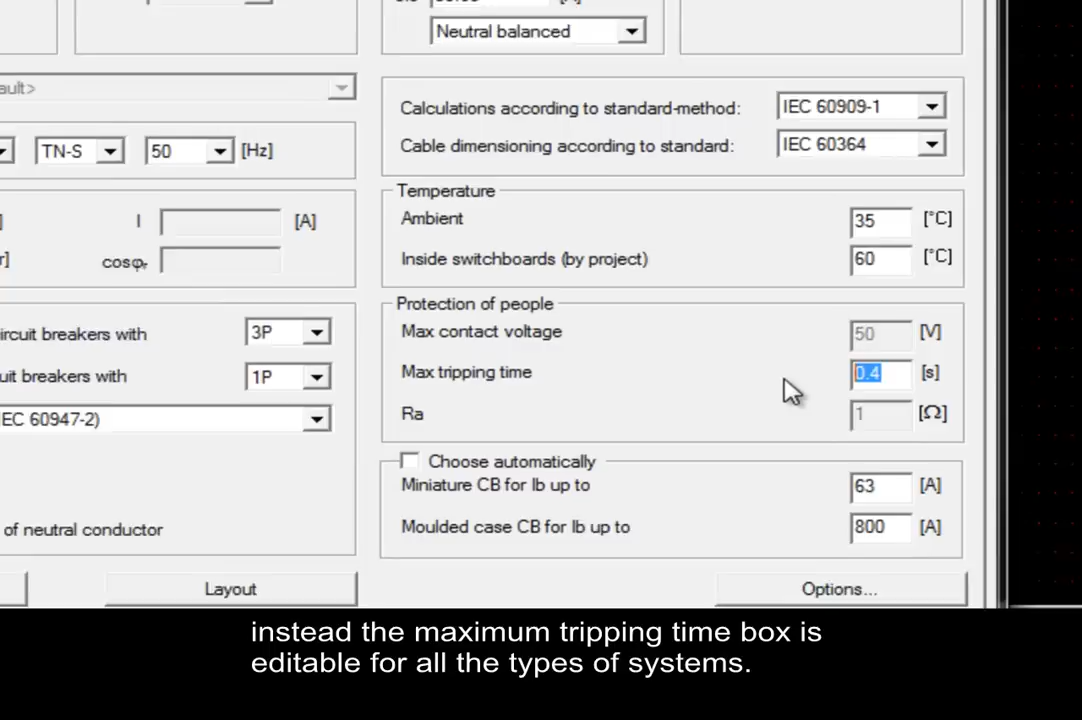 Neutral balanced
ault>
Calculations according to standard-method: IEC 60909-1
Cable dimensioning according to standard: IEC 60364
TN-S 50 [Hz]
Temperature
Ambient 35 [°C]
Inside switchboards (by project) 60 [°C]
I [A]
cosφ
Protection of people
Max contact voltage 50 [V]
Max tripping time 0.4 [s]
Ra 1 [Ω]
ircuit breakers with 3P
uit breakers with 1P
EC 60947-2)
Choose automatically
Miniature CB for Ib up to 63 [A]
Moulded case CB for Ib up to 800 [A]
of neutral conductor
Layout
Options...
instead the maximum tripping time box is
editable for all the types of systems.